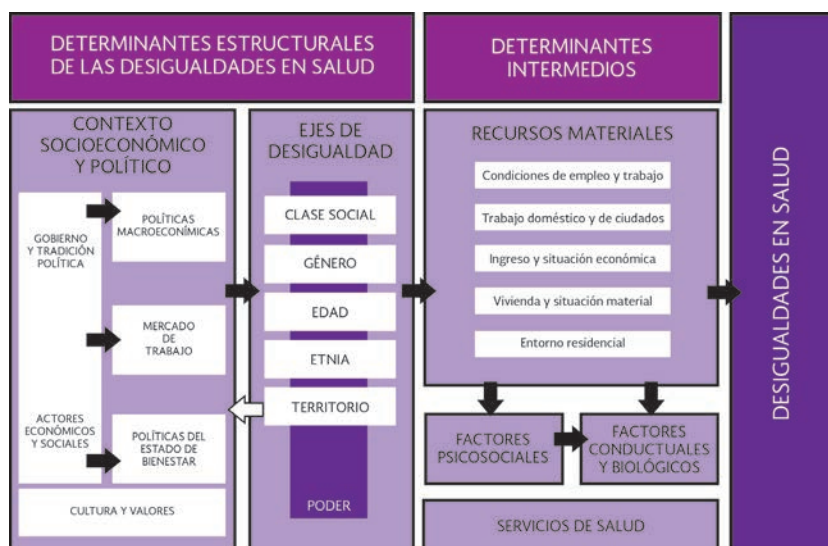 DETERMINANTES ESTRUCTURALES
DE LAS DESIGUALDADES EN SALUD
DETERMINANTES
INTERMEDIOS
DESIGUALDADES EN SALUD
CONTEXTO
SOCIOECONÓMICO
Y POLÍTICO
GOBIERNO
Y TRADICIÓN
POLÍTICA
ACTORES
ECONÓMICOS
Y SOCIALES
POLÍTICAS
MACROECONÍMICAS
MERCADO
DE
TRABAJO
POLÍTICAS DEL
ESTADO DE
BIENESTAR
CULTURA Y VALORES
EJES DE
DESIGUALDAD
CLASE SOCIAL
GÉNERO
EDAD
ETNIA
TERRITORIO
PODER
RECURSOS MATERIALES
Condiciones de empleo y trabajo
Trabajo doméstico y de ciudados
Ingreso y situación económica
Vivienda y situación material
Entorno residencial
FACTORES
PSICOSOCIALES
FACTORES
CONDUCTUALES
Y BIOLÓGICOS
SERVICIOS DE SALUD